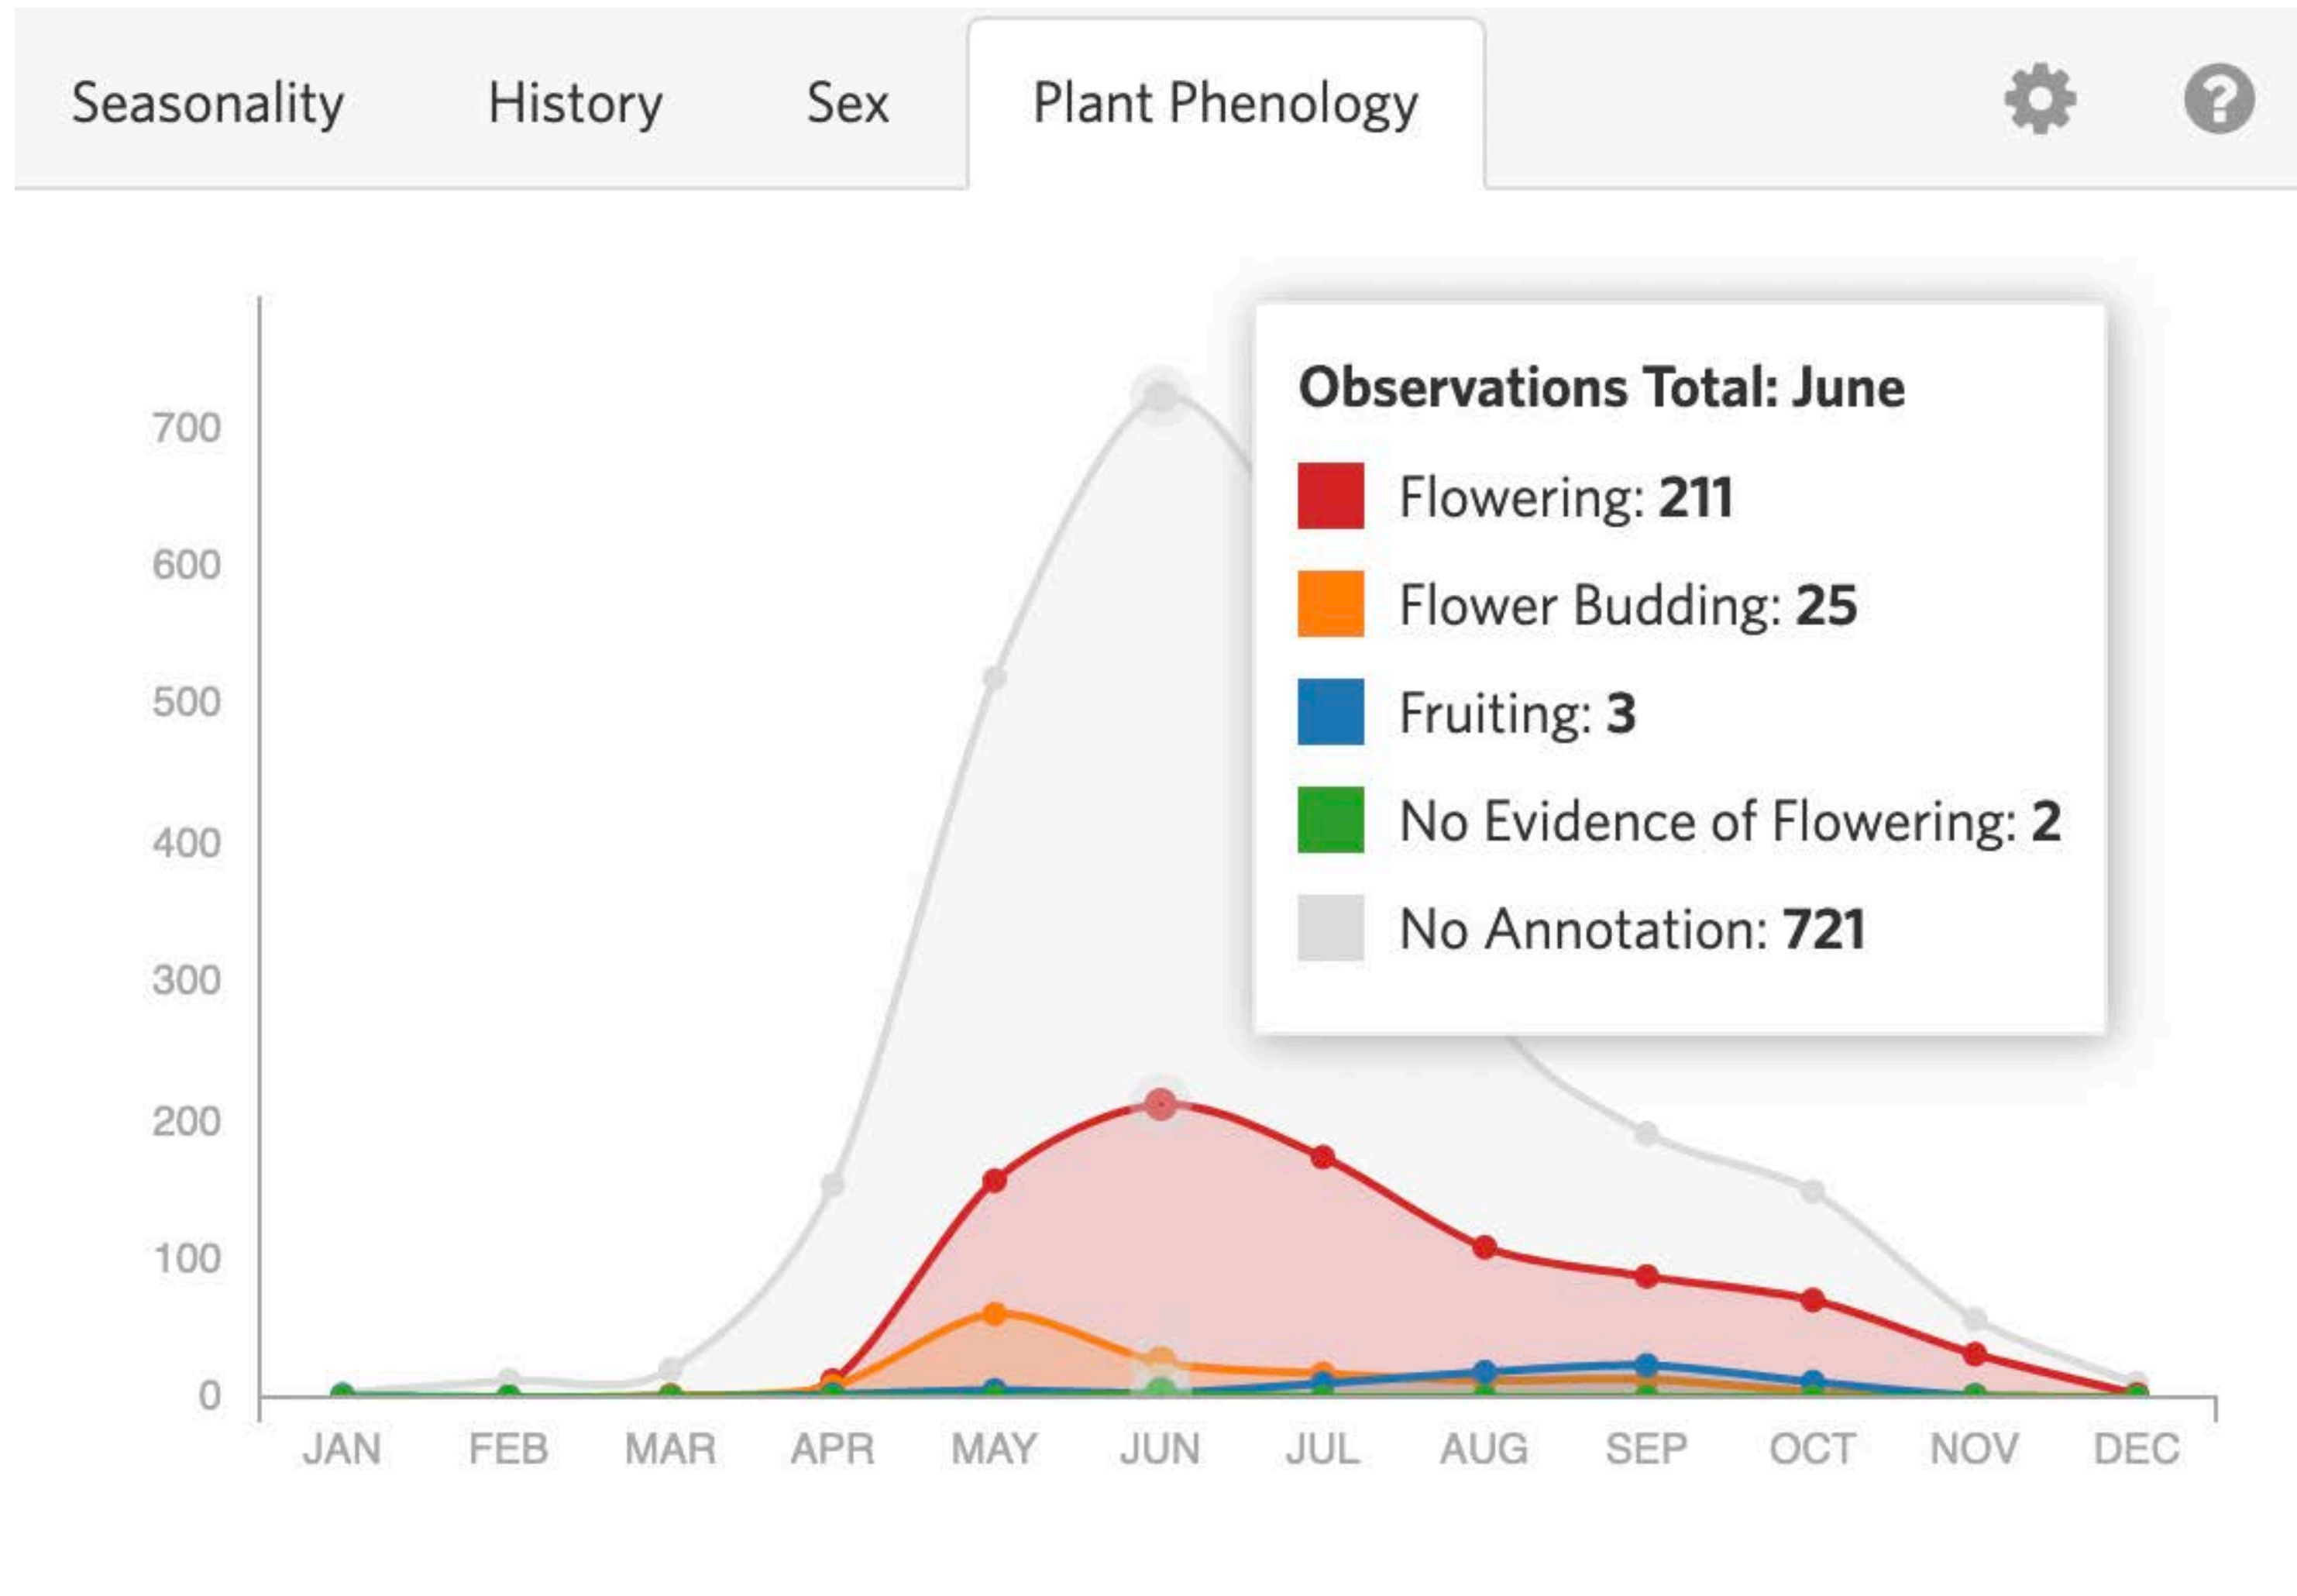 Seasonality History Sex Plant Phenology ?
Observations Total: June
Flowering: 211
Flower Budding: 25
Fruiting: 3
No Evidence of Flowering: 2
No Annotation: 721
700
600
500
400
300
200
100
0
JAN FEB MAR APR MAY JUN JUL AUG SEP OCT NOV DEC